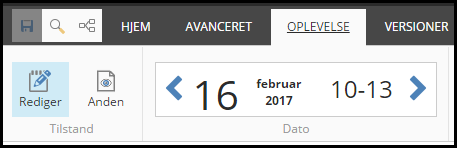 HJEM AVANCERET OPLEVELSE VERSIONER
16 februar 2017 10-13
Rediger Anden
Tilstand Dato